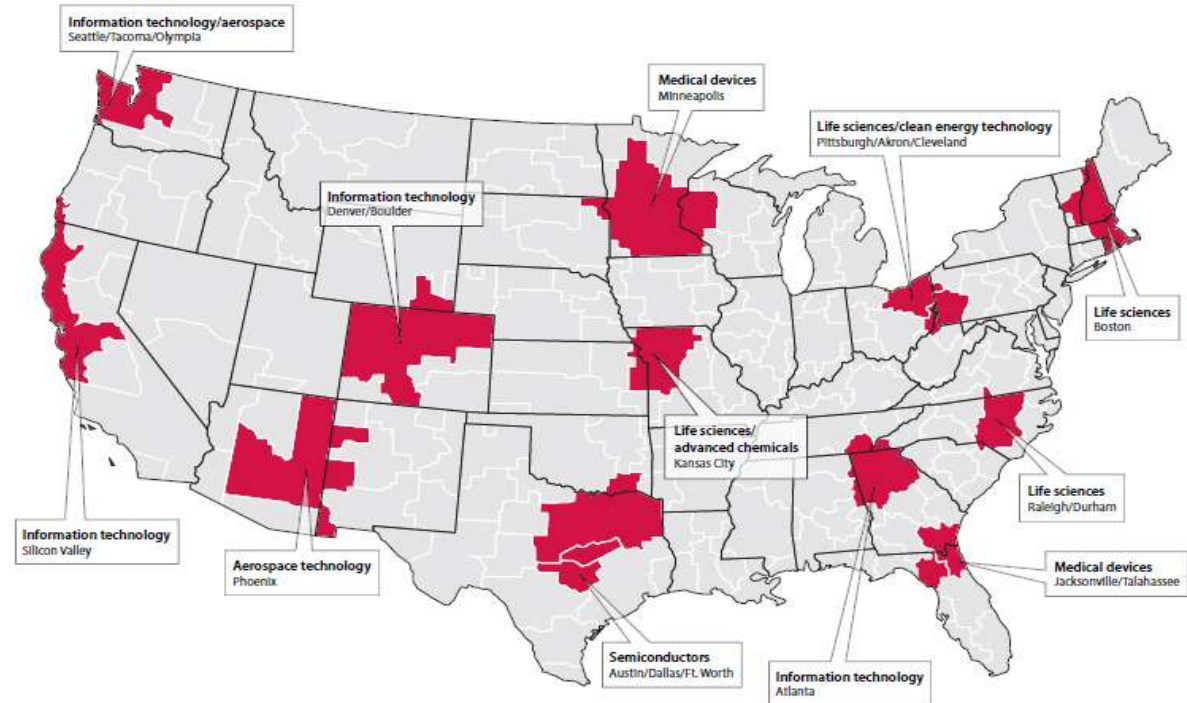 Information technology/aerospace
Seattle/Tacoma/Olympia
Medical devices
Minneapolis
Life sciences/clean energy technology
Pittsburgh/Akron/Cleveland
Information technology
Denver/Boulder
Life sciences
Boston
Life sciences/
advanced chemicals
Kansas City
Life sciences
Raleigh/Durham
Information technology
Silicon Valley
Aerospace technology
Phoenix
Medical devices
Jacksonville/Talahassee
Semiconductors
Austin/Dallas/Ft. Worth
Information technology
Atlanta